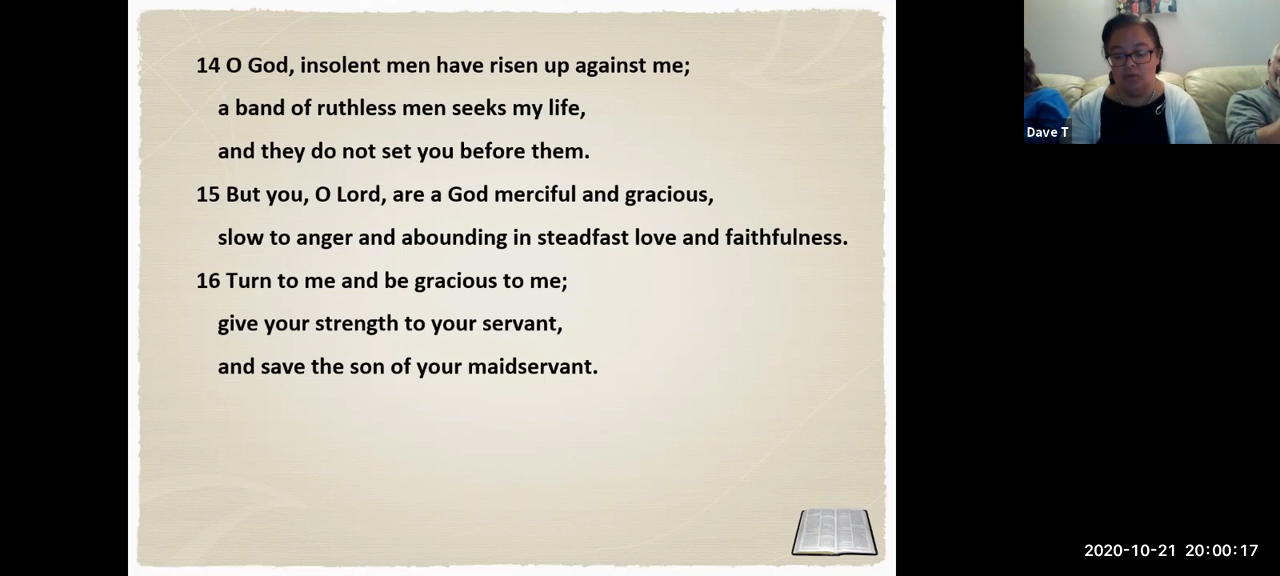 14 O God, insolent men have risen up against me;
a band of ruthless men seeks my life,
and they do not set you before them.
15 But you, O Lord, are a God merciful and gracious,
slow to anger and abounding in steadfast love and faithfulness.
16 Turn to me and be gracious to me;
give your strength to your servant,
and save the son of your maidservant.
Dave T
2020-10-21 20:00:17